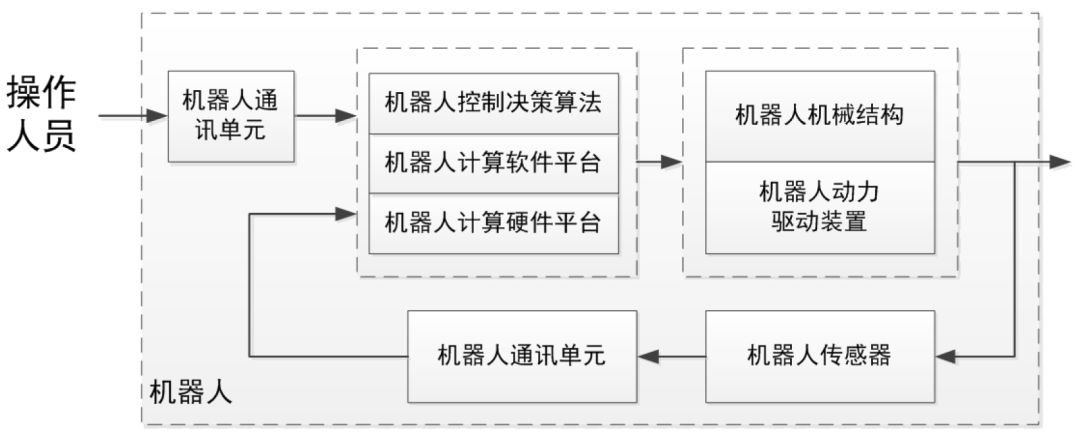 操作
人员
机器人通
讯单元
机器人控制决策算法
机器人计算软件平台
机器人计算硬件平台
机器人机械结构
机器人动力
驱动装置
机器人通讯单元
机器人传感器
机器人